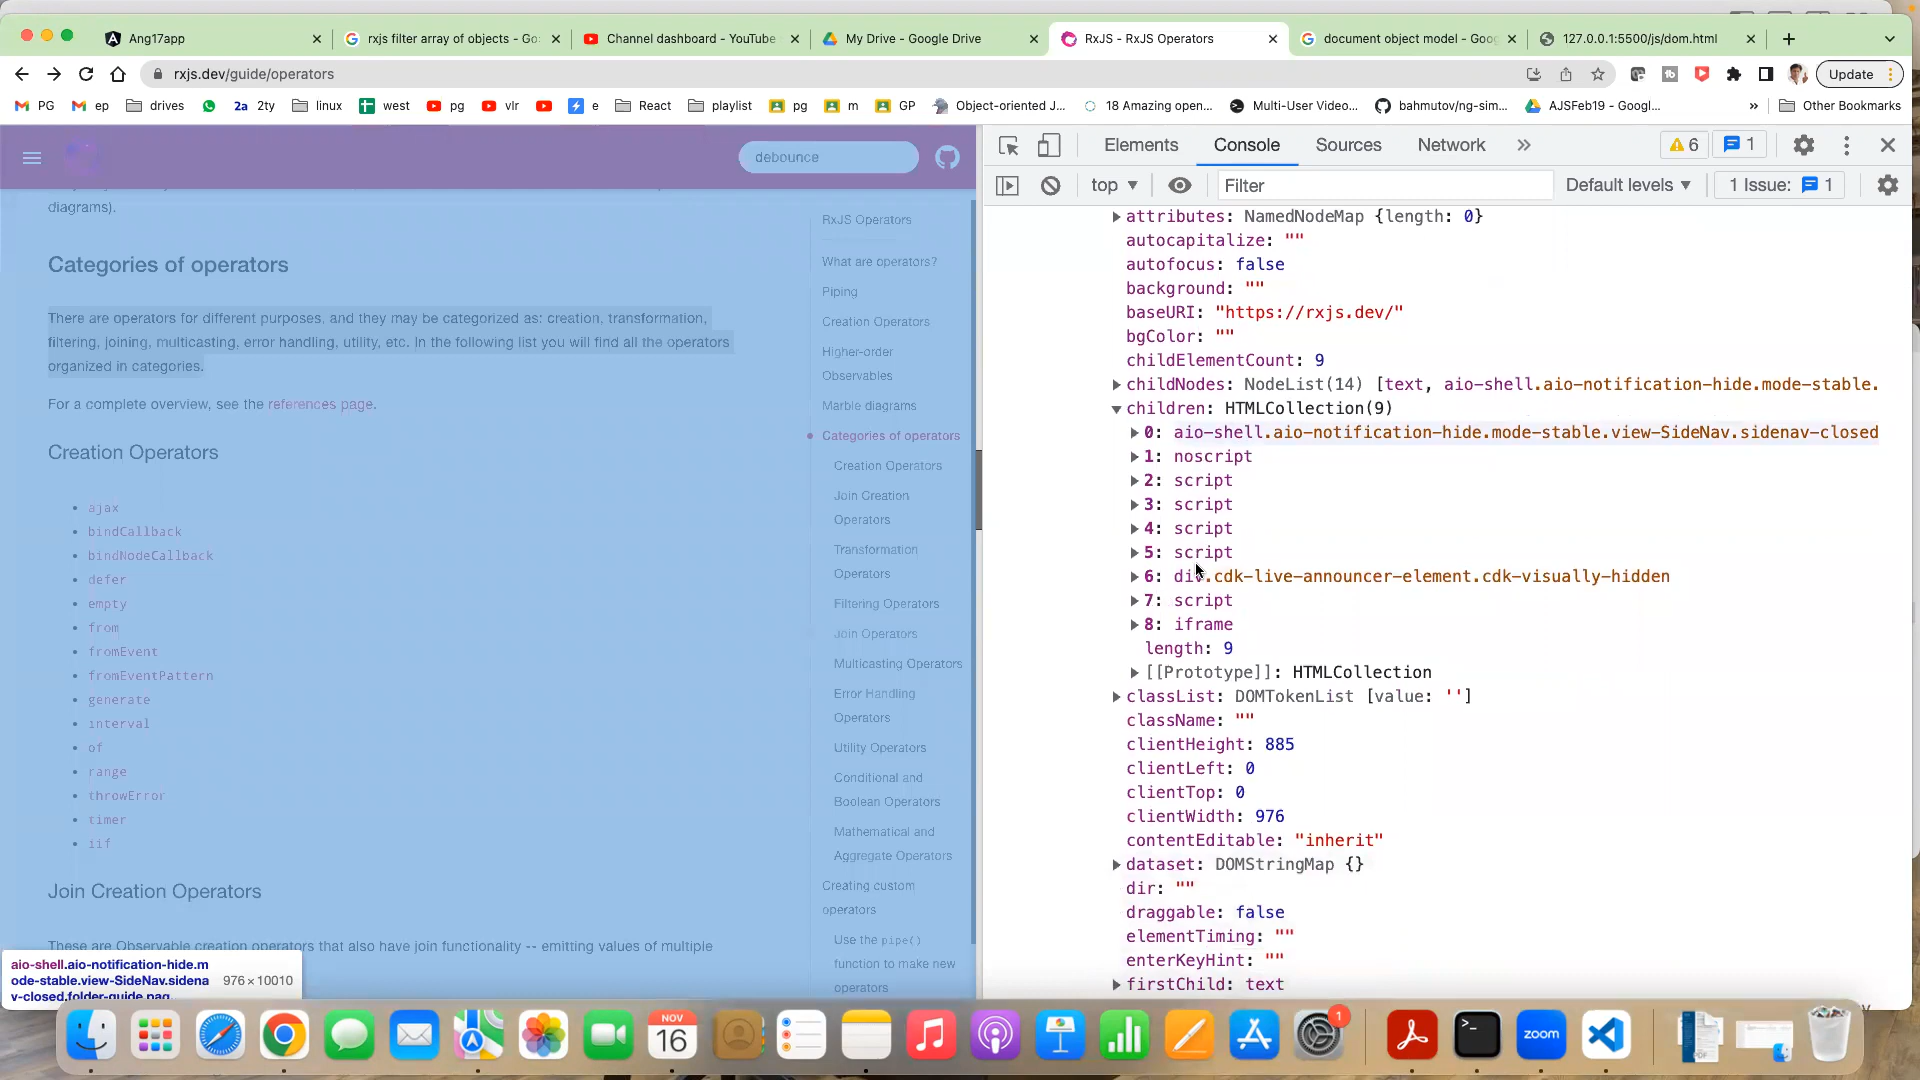 Ang17app
rxjs filter array of objects - Go
Channel dashboard - YouTube
My Drive - Google Drive
RxJS - RxJS Operators
document object model - Goog
127.0.0.1:5500/js/dom.html
rxjs.dev/guide/operators
Update
PG
ep
drives
2a 2ty
linux
west
pg
vlr
e
React
playlist
pg
m
GP
Object-oriented J...
18 Amazing open...
Multi-User Video...
bahmutov/ng-sim...
AJSFeb19 - Googl...
» Other Bookmarks
debounce
diagrams).
Categories of operators
There are operators for different purposes, and they may be categorized as: creation, transformation,
filtering, joining, multicasting, error handling, utility, etc. In the following list you will find all the operators
organized in categories.
For a complete overview, see the references page.
Creation Operators
• ajax
• bindCallback
• bindNodeCallback
• defer
• empty
• from
• fromEvent
• fromEventPattern
• generate
• interval
• of
• range
• throwError
• timer
• iif
Join Creation Operators
These are Observable creation operators that also have join functionality -- emitting values of multiple
RxJS Operators
What are operators?
Piping
Creation Operators
Higher-order
Observables
Marble diagrams
Categories of operators
Creation Operators
Join Creation
Operators
Transformation
Operators
Filtering Operators
Join Operators
Multicasting Operators
Error Handling
Operators
Utility Operators
Conditional and
Boolean Operators
Mathematical and
Aggregate Operators
Creating custom
operators
Use the pipe()
function to make new
operators
aio-shell.aio-notification-hide.m
ode-stable.view-SideNav.sidena
v-closed.folder-guide.pag
976×10010
Elements
Console
Sources
Network
»
6
1
top ▼
Filter
Default levels ▼
1 Issue: 1
attributes: NamedNodeMap {length: 0}
autocapitalize: ""
autofocus: false
background: ""
baseURI: "https://rxjs.dev/"
bgColor: ""
childElementCount: 9
childNodes: NodeList(14) [text, aio-shell.aio-notification-hide.mode-stable.
children: HTMLCollection(9)
0: aio-shell.aio-notification-hide.mode-stable.view-SideNav.sidenav-closed
1: noscript
2: script
3: script
4: script
5: script
6: div.cdk-live-announcer-element.cdk-visually-hidden
7: script
8: iframe
length: 9
[[Prototype]]: HTMLCollection
classList: DOMTokenList [value: '']
className: ""
clientHeight: 885
clientLeft: 0
clientTop: 0
clientWidth: 976
contentEditable: "inherit"
dataset: DOMStringMap {}
dir: ""
draggable: false
elementTiming: ""
enterKeyHint: ""
firstChild: text
NOV
16
1
zoom